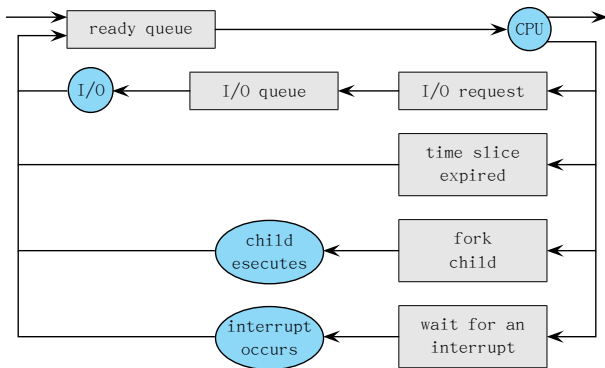 ready queue
CPU
I/O
I/O queue
I/O request
time slice
expired
child
esecutes
fork
child
interrupt
occurs
wait for an
interrupt